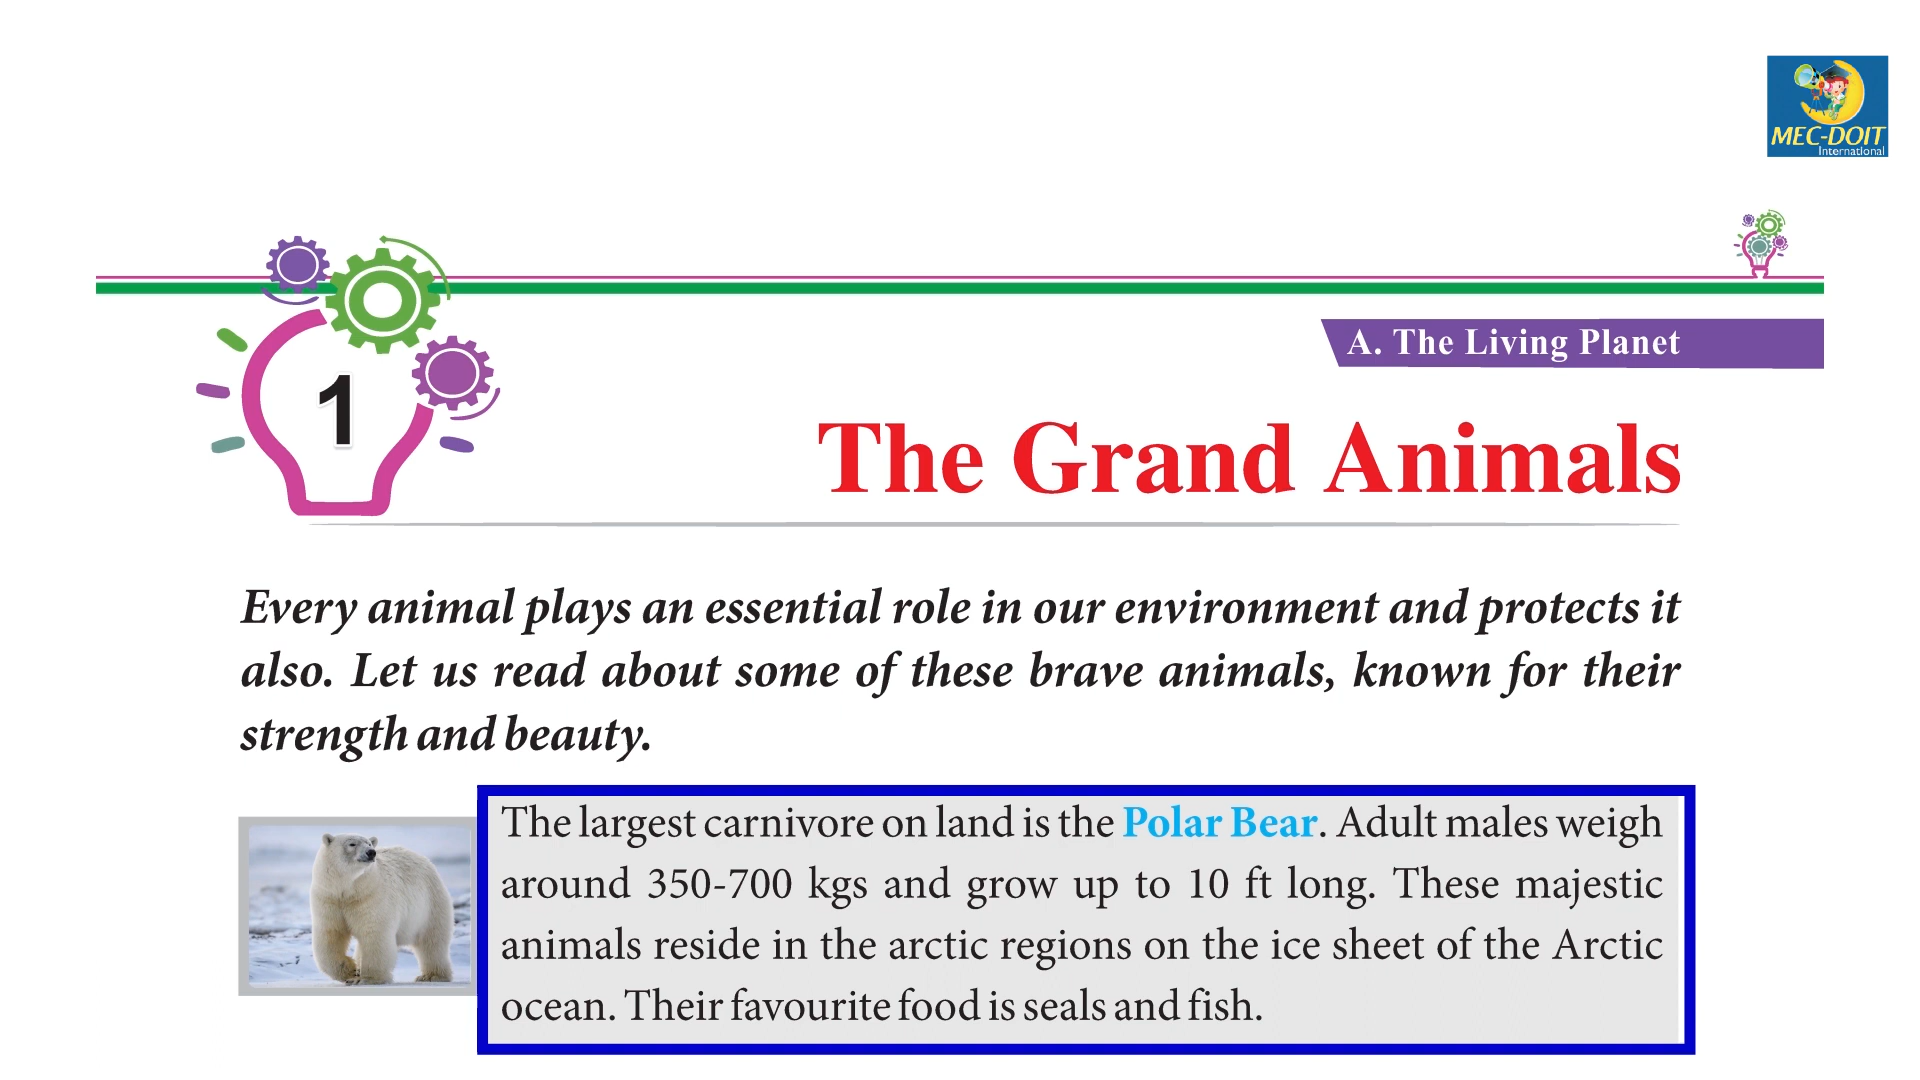 MEC-DOIT
International
A. The Living Planet
1
The Grand Animals
Every animal plays an essential role in our environment and protects it
also. Let us read about some of these brave animals, known for their
strength and beauty.
The largest carnivore on land is the Polar Bear. Adult males weigh
around 350-700 kgs and grow up to 10 ft long. These majestic
animals reside in the arctic regions on the ice sheet of the Arctic
ocean. Their favourite food is seals and fish.